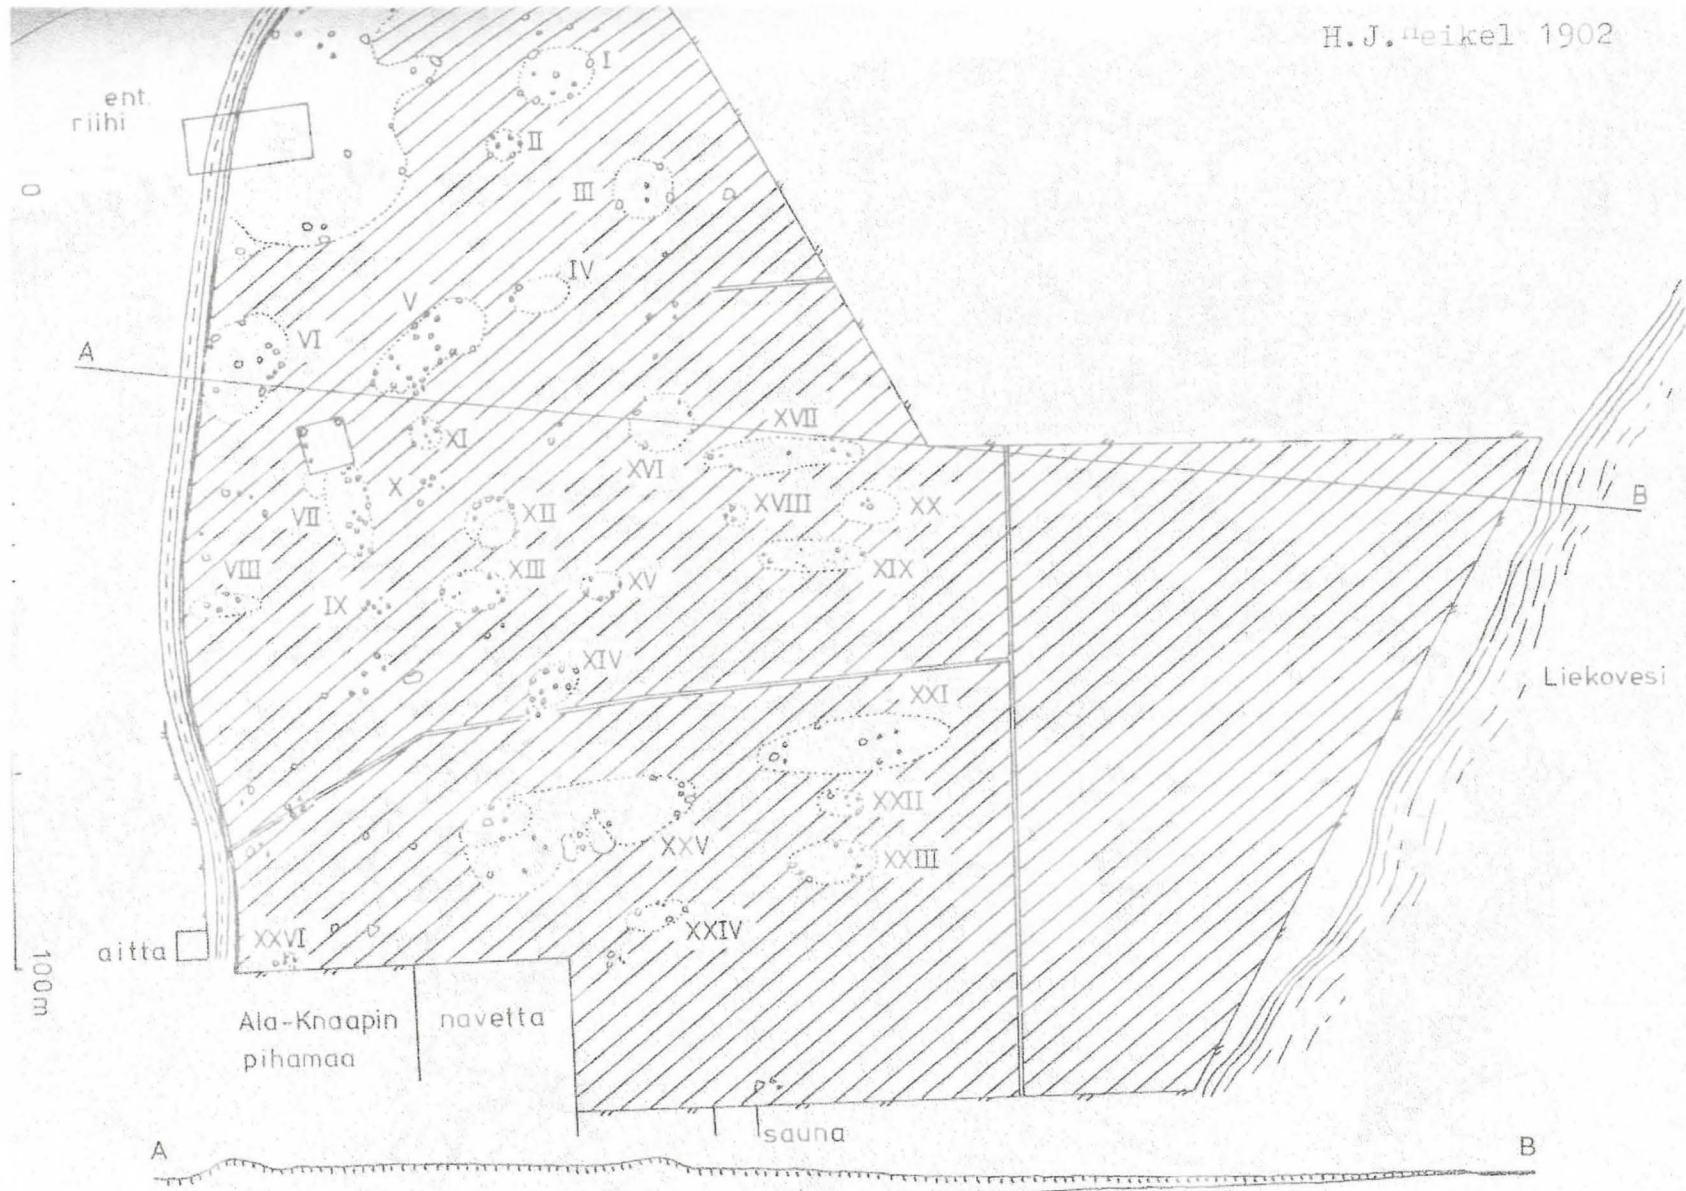 H.J. Heikel 1902
ent.
riihi
0
I
II
III
IV
V
VI
A
XI
XVII
XVI
X
VII
XII
XVIII
XX
B
VIII
XIII
XIX
IX
XV
XIV
XXI
Liekovesi
XXII
XXV
XXIII
XXIV
XXVI
aitta
100m
Ala-Knaapin
pihamaa
navetta
sauna
A
B